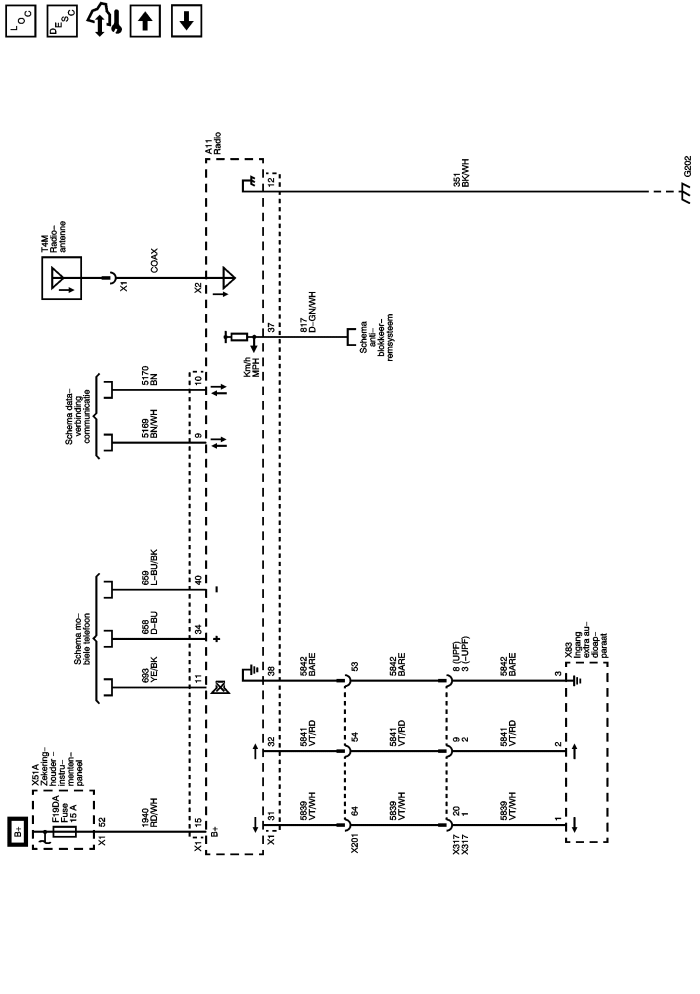 LOC
DESC
B+
X51A
Zekering-
houder -
instru-
menten-
paneel
F19DA
Fuse
15 A
52
X1
1940
RD/WH
15
X1
B+
Schema mo-
biele telefoon
693
YE/BK
11
658
D-BU
34
+
659
L-BU/BK
40
-
Schema data-
verbinding
communicatie
5169
BN/WH
9
5170
BN
10
T4M
Radio-
antenne
X1
COAX
X2
A11
Radio
Km/h
MPH
37
817
D-GN/WH
Schema
anti-
blokkeer-
remsysteem
12
351
BK/WH
G202
31
X1
5839
VT/WH
64
X201
5839
VT/WH
20
1
X317
X317
5839
VT/WH
1
32
5841
VT/RD
54
5841
VT/RD
9
2
5841
VT/RD
2
38
5842
BARE
53
5842
BARE
8 (UPF)
3 (-UPF)
5842
BARE
3
X83
Ingang
extra au-
dioap-
paraat